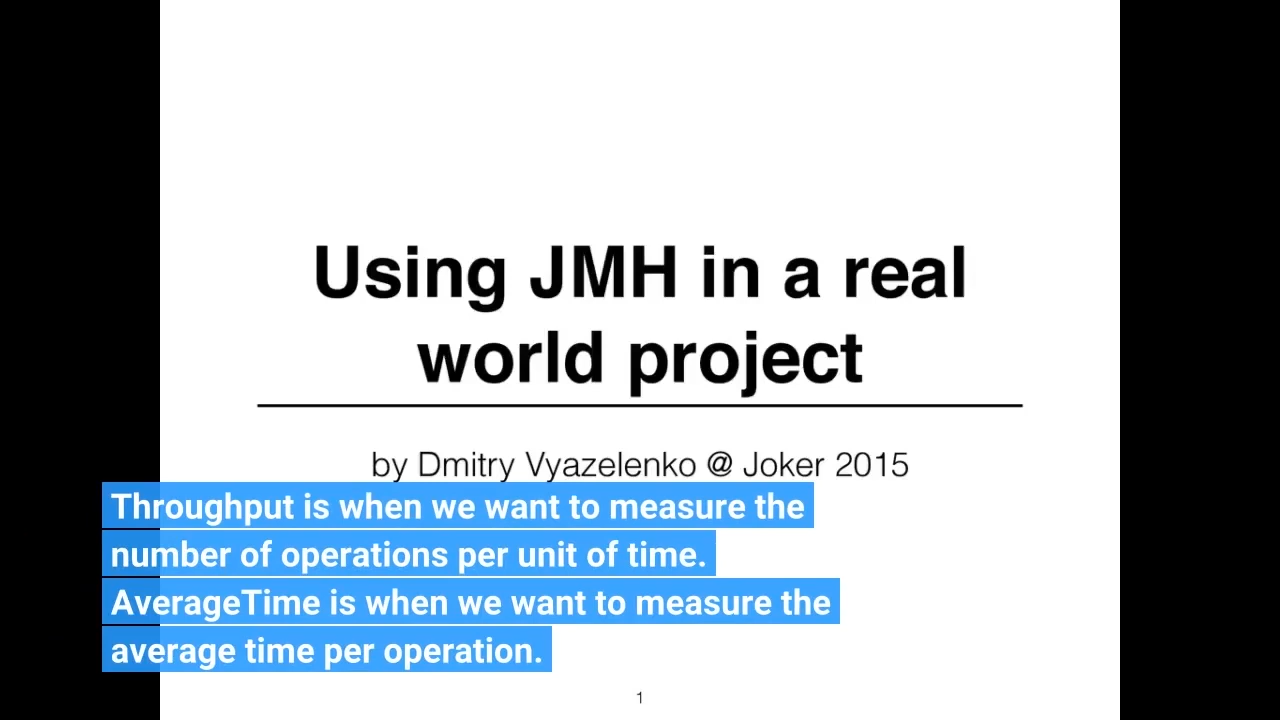 Using JMH in a real
world project
by Dmitry Vyazelenko @ Joker 2015
Throughput is when we want to measure the
number of operations per unit of time.
AverageTime is when we want to measure the
average time per operation.
1